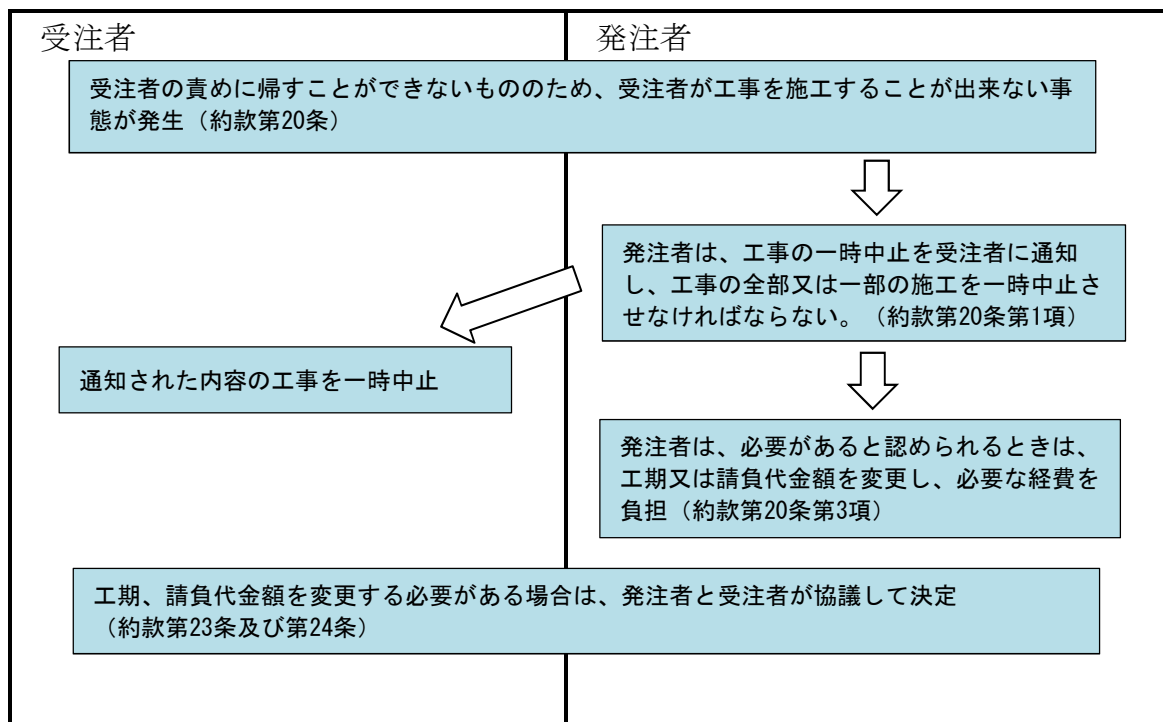 受注者
発注者
受注者の責めに帰すことができないもののため、受注者が工事を施工することが出来ない事
態が発生（約款第20条）
発注者は、工事の一時中止を受注者に通知
し、工事の全部又は一部の施工を一時中止さ
せなければならない。（約款第20条第1項）
通知された内容の工事を一時中止
発注者は、必要があると認められるときは、
工期又は請負代金額を変更し、必要な経費を
負担（約款第20条第3項）
工期、請負代金額を変更する必要がある場合は、発注者と受注者が協議して決定
（約款第23条及び第24条）